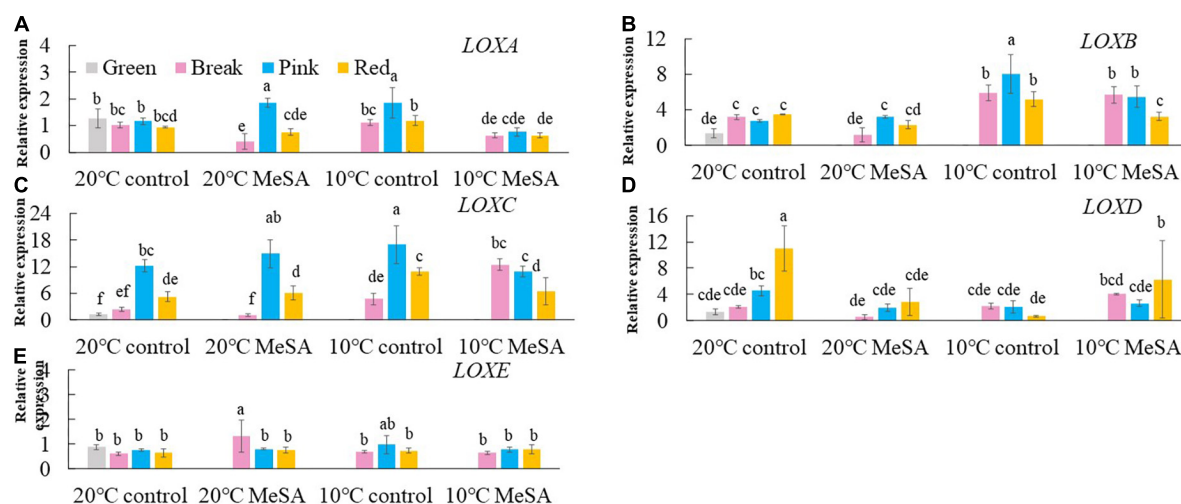 A
Relative expression
LOXA
4
3
2
1
0
Green Break Pink Red
b bc b bcd
e a cde
bc a b
de cde de
20°C control 20°C MeSA 10°C control 10°C MeSA
B
Relative expression
LOXB
12
8
4
0
de c c c
de c cd
b a b
b b c
20°C control 20°C MeSA 10°C control 10°C MeSA
C
Relative expression
LOXC
24
18
12
6
0
f ef bc de
f ab d
de a c
bc c d
20°C control 20°C MeSA 10°C control 10°C MeSA
D
Relative expression
LOXD
16
12
8
4
0
cde cde bc a
de cde cde
cde cde de
bcd cde b
20°C control 20°C MeSA 10°C control 10°C MeSA
E
Relative
expression
LOXE
4
3
2
1
0
b b b b
a b b
b ab b
b b b
20°C control 20°C MeSA 10°C control 10°C MeSA